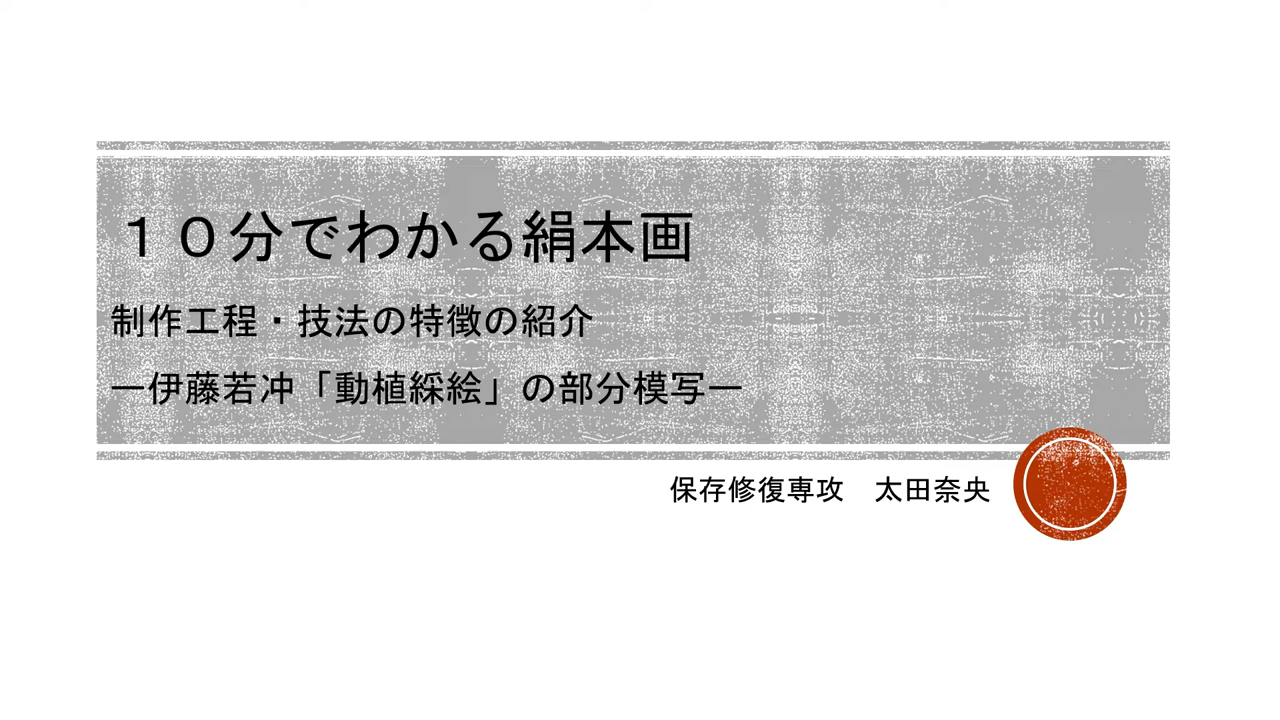 １０分でわかる絹本画
制作工程・技法の特徴の紹介
―伊藤若冲「動植綵絵」の部分模写―
保存修復専攻　太田奈央